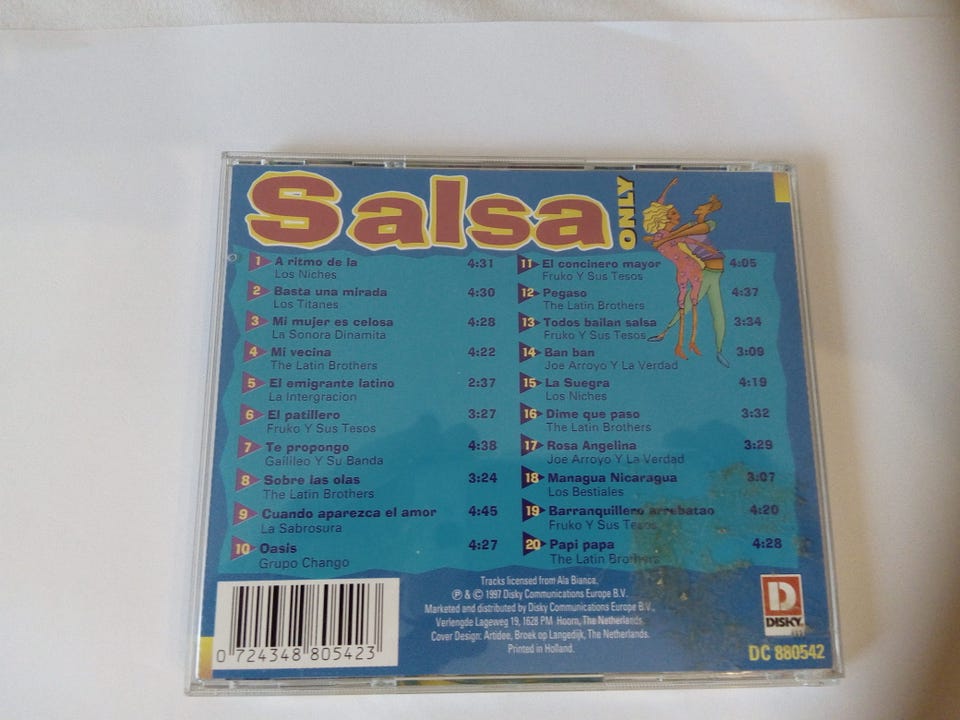 Salsa ONLY
1 A ritmo de la 4:31
Los Niches
2 Basta una mirada 4:30
Los Titanes
3 Mi mujer es celosa 4:28
La Sonora Dinamita
4 Mi vecina 4:22
The Latin Brothers
5 El emigrante latino 2:37
La Intergracion
6 El patillero 3:27
Fruko Y Sus Tesos
7 Te propongo 4:38
Galileo Y Su Banda
8 Sobre las olas 3:24
The Latin Brothers
9 Cuando aparezca el amor 4:45
La Sabrosura
10 Oasis 4:27
Grupo Chango
11 El concinero mayor 4:05
Fruko Y Sus Tesos
12 Pegaso 4:37
The Latin Brothers
13 Todos bailan salsa 3:34
Fruko Y Sus Tesos
14 Ban ban 3:09
Joe Arroyo Y La Verdad
15 La Suegra 4:19
Los Niches
16 Dime que paso 3:32
The Latin Brothers
17 Rosa Angelina 3:29
Joe Arroyo Y La Verdad
18 Managua Nicaragua 3:07
Los Bestiales
19 Barranquillero arrebatao 4:20
Fruko Y Sus Tesos
20 Papi papa 4:28
The Latin Brothers
Tracks licensed from Ala Bianca.
℗ & © 1997 Disky Communications Europe B.V.
Marketed and distributed by Disky Communications Europe B.V.,
Verlengde Lageweg 19, 1628 PM Hoorn, The Netherlands.
Cover Design: Artidee, Broek op Langedijk, The Netherlands.
Printed in Holland.
0 724348 805423
D
DISKY
DC 880542